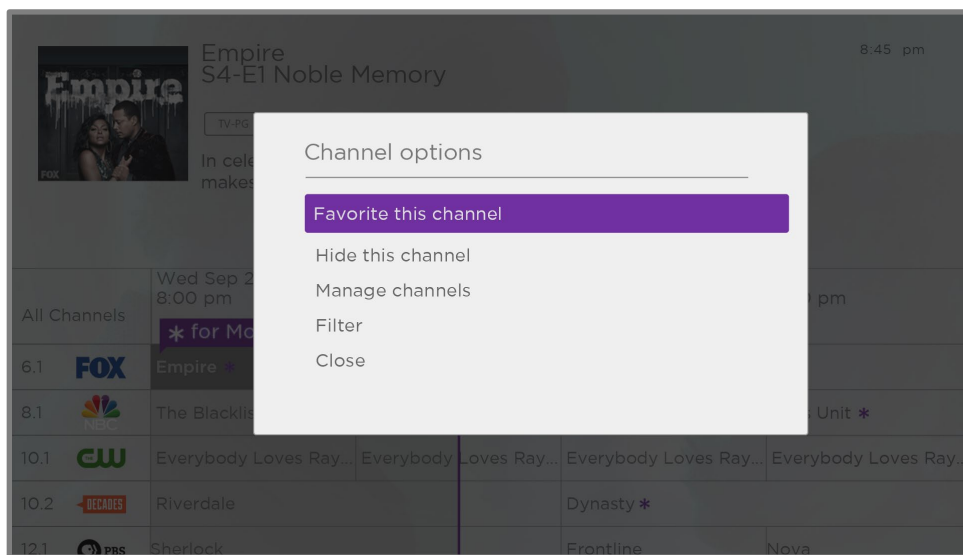 Empire
S4-E1 Noble Memory
8:45 pm
Empire
FOX
TV-PG
In cele
makes
Channel options
Favorite this channel
Hide this channel
Manage channels
Filter
Close
Wed Sep 2
8:00 pm
pm
All Channels
* for Mo
6.1 FOX Empire *
8.1 NBC The Blacklis s Unit *
10.1 THE CW Everybody Loves Ray... Everybody Loves Ray... Everybody Loves Ray... Everybody Loves Ray...
10.2 DECADES Riverdale Dynasty *
12.1 PBS Sherlock Frontline Nova